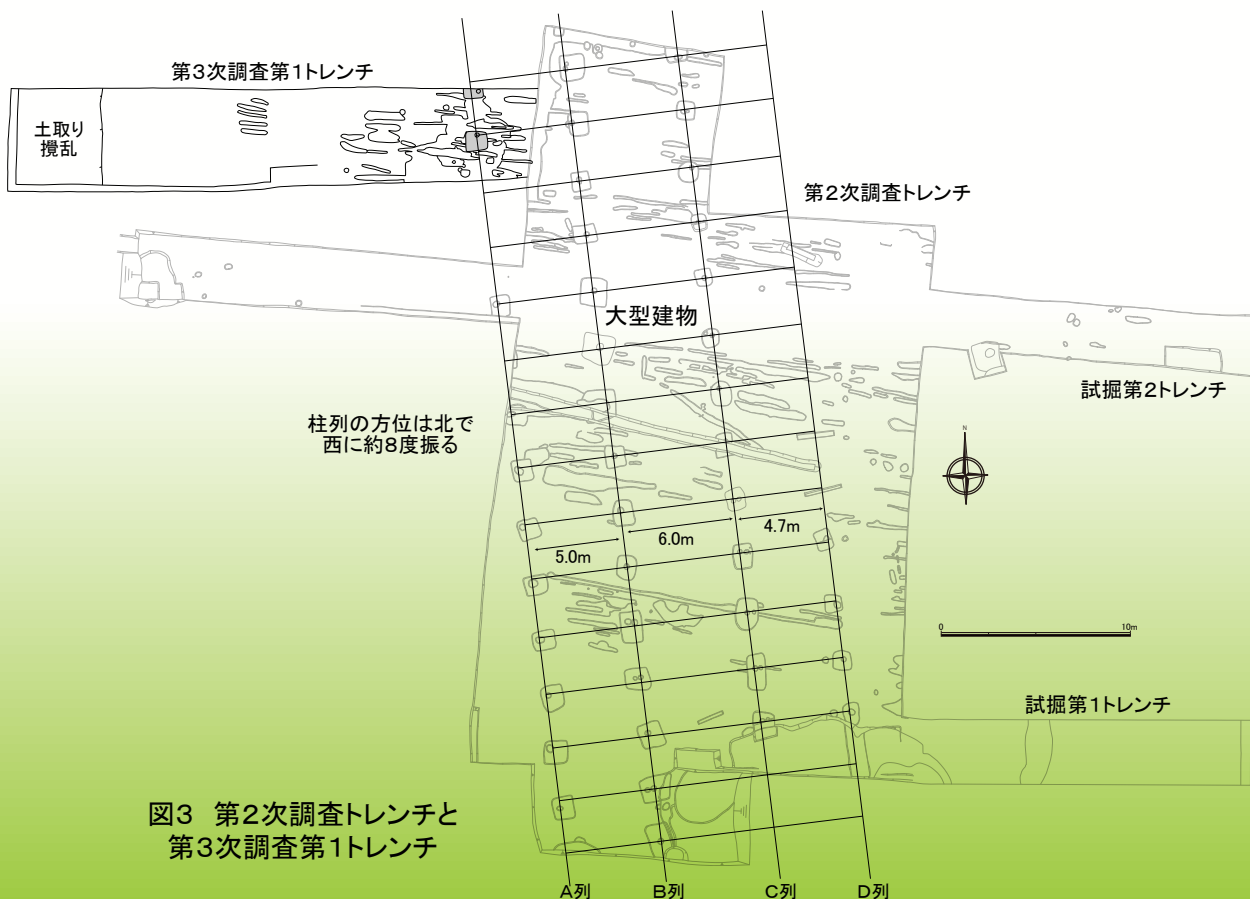 第3次調査第1トレンチ
土取り
攪乱
第2次調査トレンチ
大型建物
試掘第2トレンチ
柱列の方位は北で
西に約8度振る
N
5.0m
6.0m
4.7m
0
10m
試掘第1トレンチ
図3 第2次調査トレンチと
第3次調査第1トレンチ
A列
B列
C列
D列